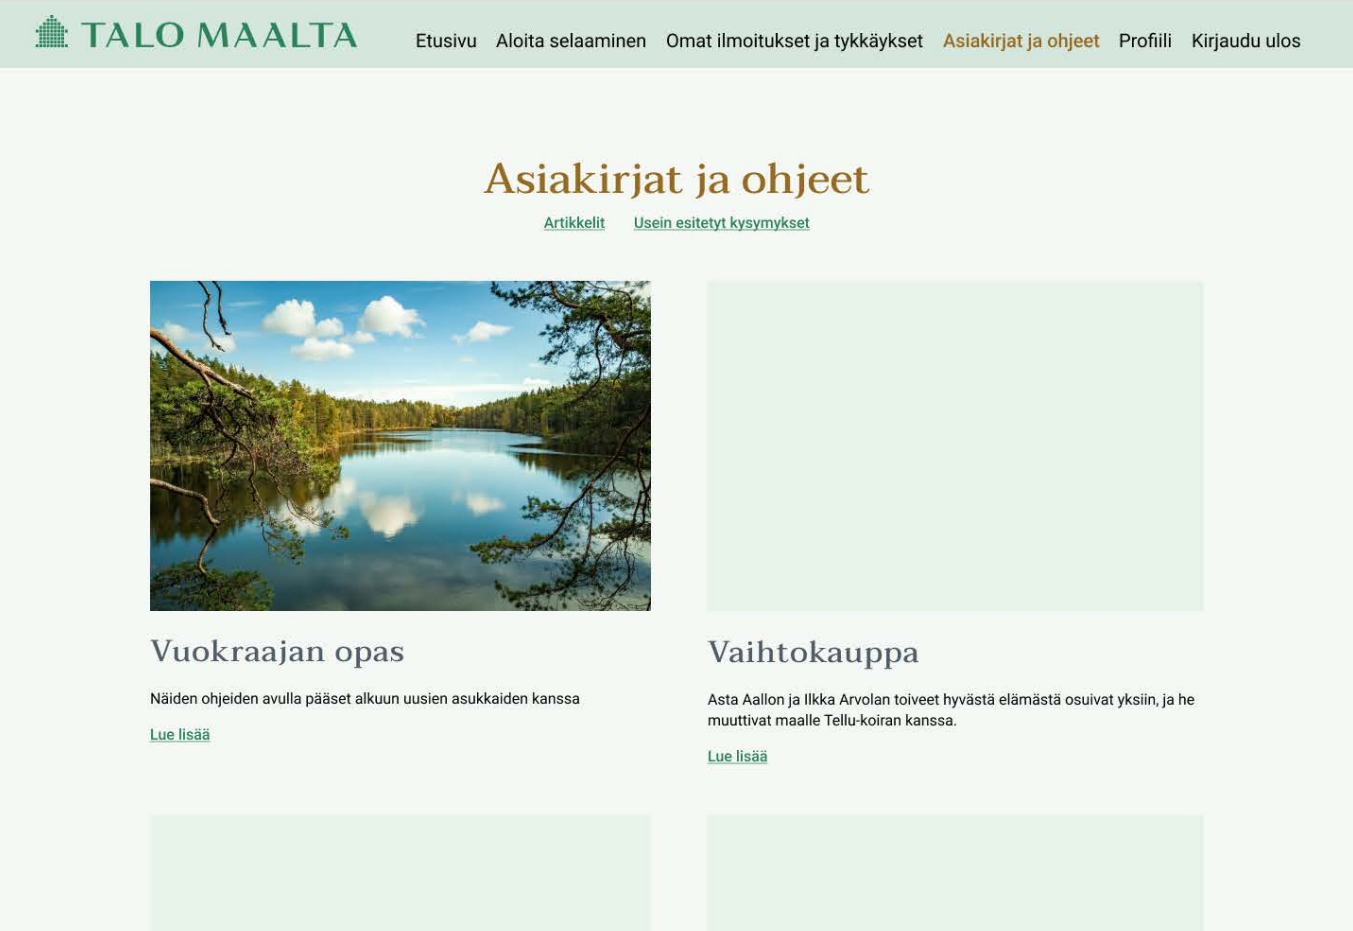 TALO MAALTA
Etusivu Aloita selaaminen Omat ilmoitukset ja tykkäykset Asiakirjat ja ohjeet Profiili Kirjaudu ulos
Asiakirjat ja ohjeet
Artikkelit Usein esitetyt kysymykset
Vuokraajan opas
Näiden ohjeiden avulla pääset alkuun uusien asukkaiden kanssa
Lue lisää
Vaihtokauppa
Asta Aallon ja Ilkka Arvolan toiveet hyvästä elämästä osuivat yksiin, ja he
muuttivat maalle Tellu-koiran kanssa.
Lue lisää